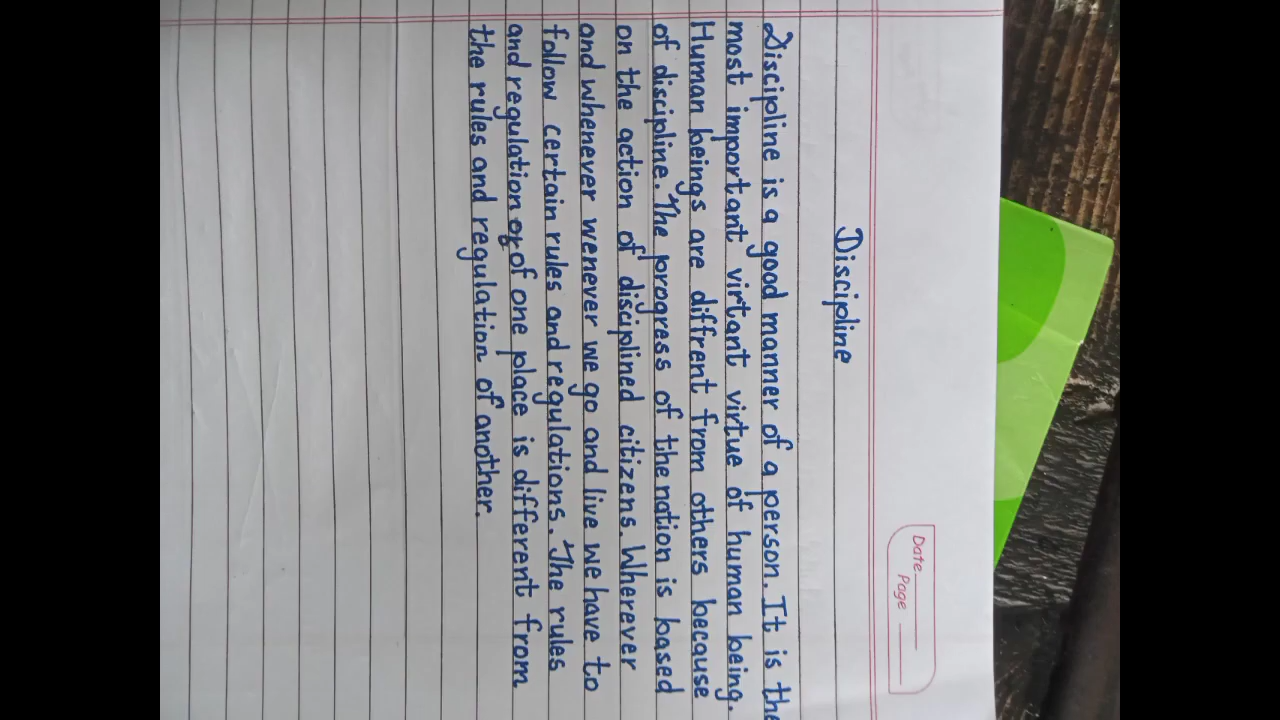 Date
Page
Discipline
Discipline is a good manner of a person. It is the
most important virtant virtue of human being.
Human beings are diffrent from others because
of discipline. The progress of the nation is based
on the action of disciplined citizens. Wherever
and whenever wenever we go and live we have to
follow certain rules and regulations. The rules
and regulation of of one place is different from
the rules and regulation of another.